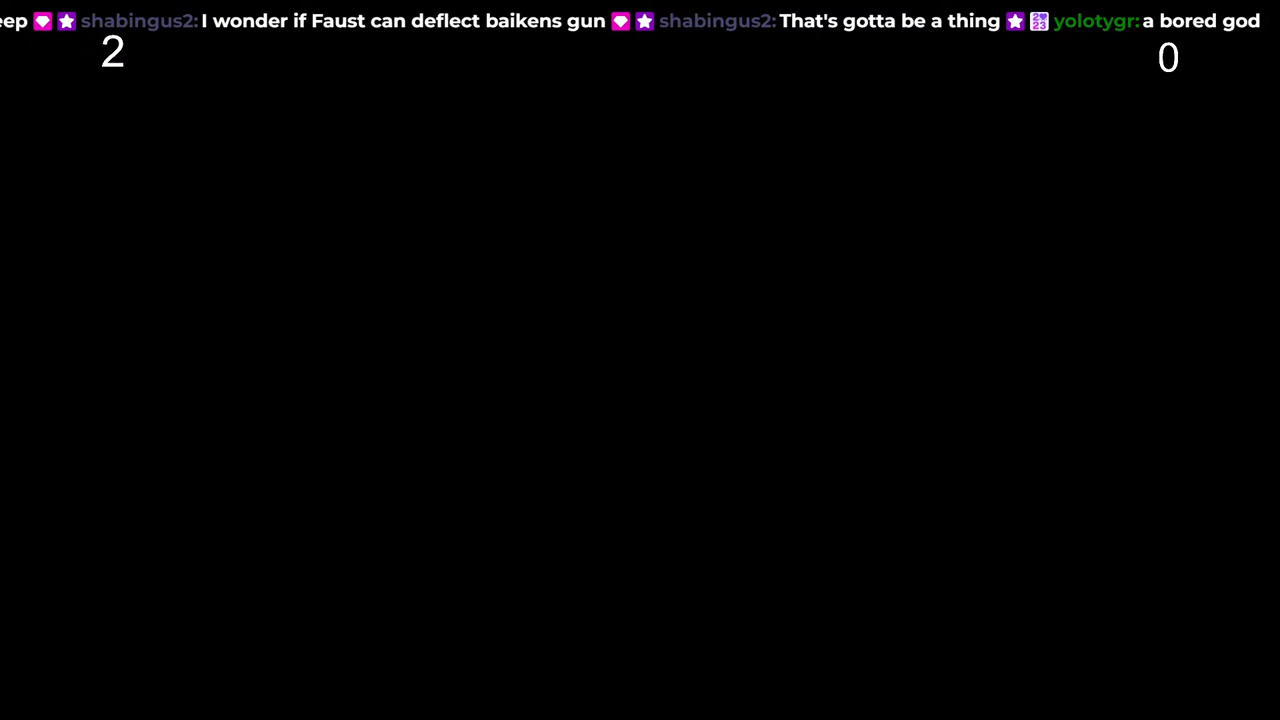 eep shabingus2: I wonder if Faust can deflect baikens gun shabingus2: That's gotta be a thing 2023 yolotygr: a bored god
2 0